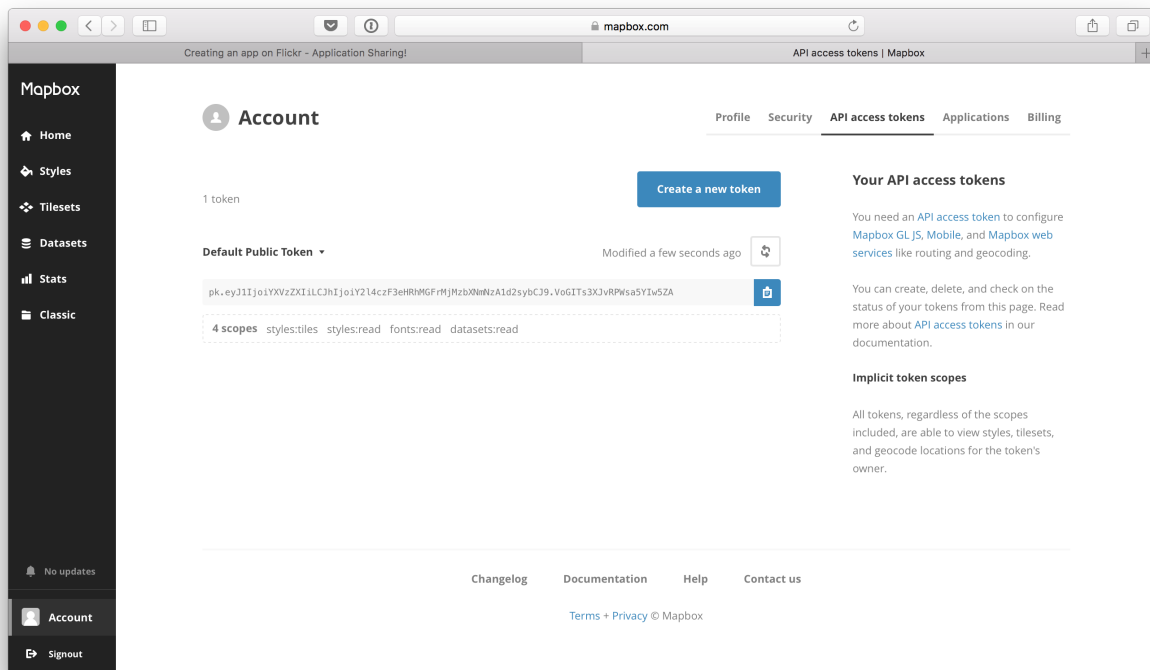 mapbox.com
Creating an app on Flickr - Application Sharing!
API access tokens | Mapbox
Mapbox
Home
Styles
Tilesets
Datasets
Stats
Classic
No updates
Account
Signout
Account
Profile Security API access tokens Applications Billing
1 token
Create a new token
Default Public Token
Modified a few seconds ago
pk.eyJ1IjoiYXVzZXIiLCJhIjoiY2l4czF3eHRhMGFrMjMzbXNmNzA1d2sybCJ9.VoGITs3XJvRPWsa5YIw5ZA
4 scopes styles:tiles styles:read fonts:read datasets:read
Your API access tokens
You need an API access token to configure
Mapbox GL JS, Mobile, and Mapbox web
services like routing and geocoding.
You can create, delete, and check on the
status of your tokens from this page. Read
more about API access tokens in our
documentation.
Implicit token scopes
All tokens, regardless of the scopes
included, are able to view styles, tilesets,
and geocode locations for the token's
owner.
Changelog Documentation Help Contact us
Terms + Privacy © Mapbox